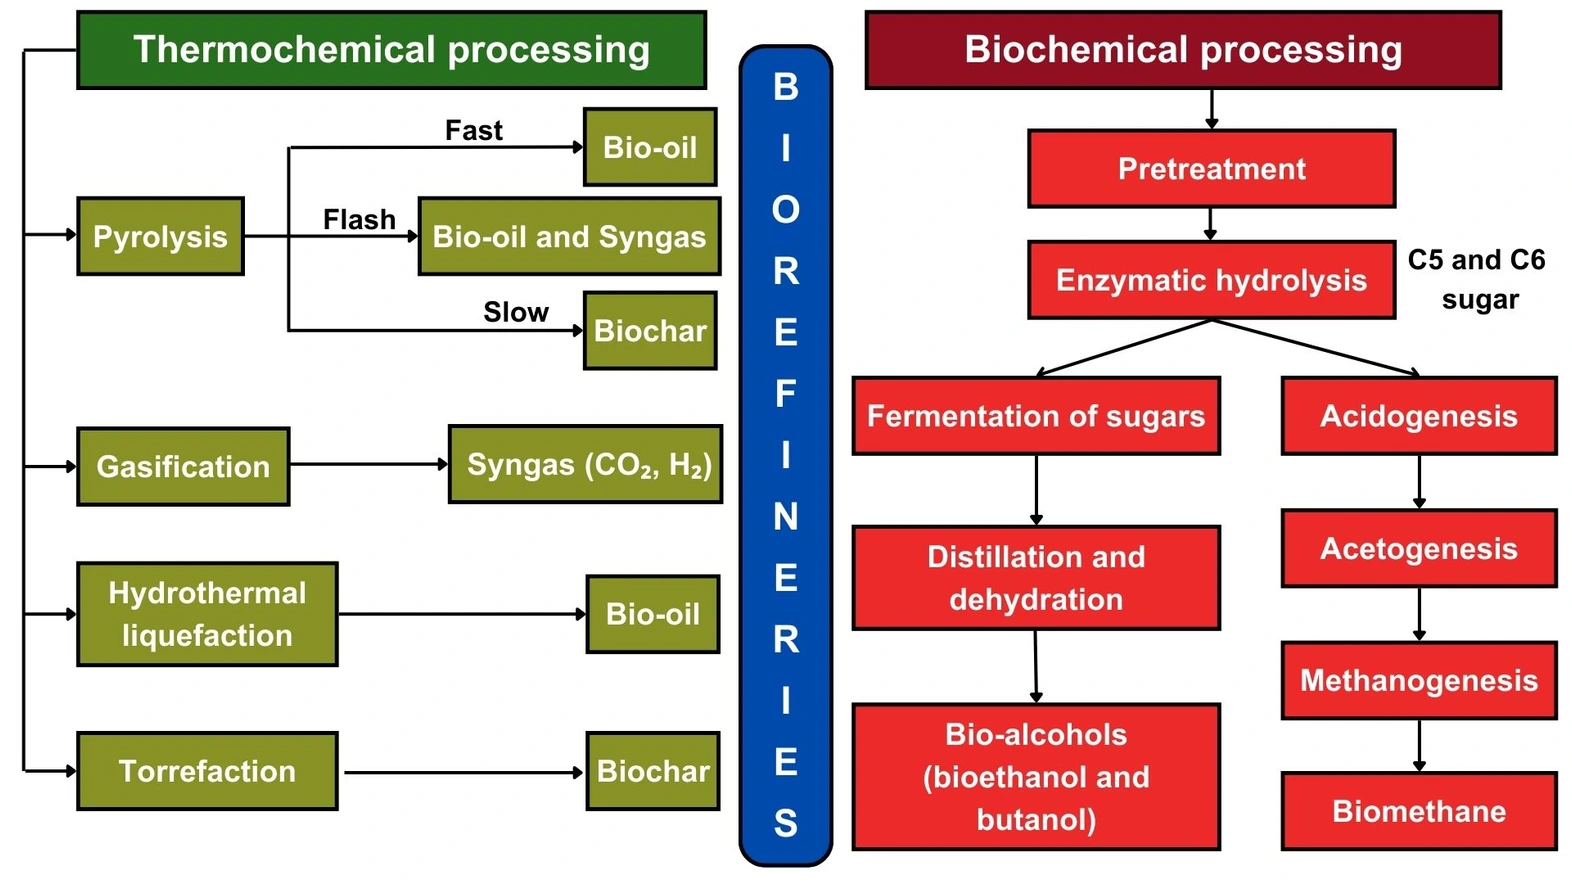 Thermochemical processing
Fast
Bio-oil
Pyrolysis
Flash
Bio-oil and Syngas
Slow
Biochar
Gasification
Syngas (CO₂, H₂)
Hydrothermal
liquefaction
Bio-oil
Torrefaction
Biochar
B
I
O
R
E
F
I
N
E
R
I
E
S
Biochemical processing
Pretreatment
Enzymatic hydrolysis
C5 and C6
sugar
Fermentation of sugars
Distillation and
dehydration
Bio-alcohols
(bioethanol and
butanol)
Acidogenesis
Acetogenesis
Methanogenesis
Biomethane